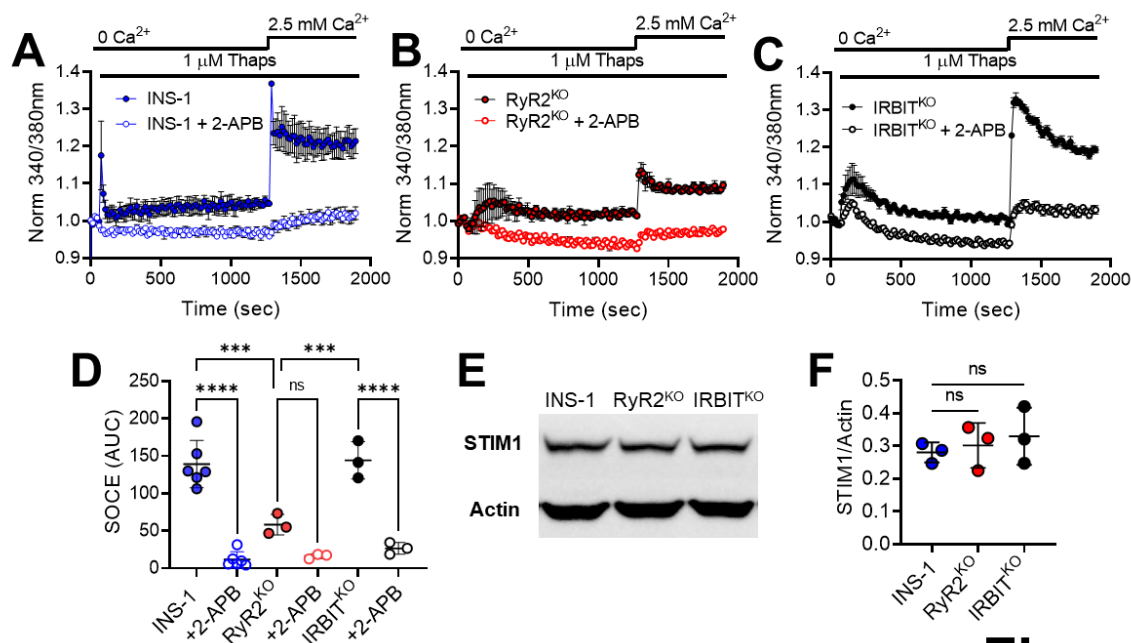 A
0 Ca²⁺
2.5 mM Ca²⁺
1 μM Thaps
INS-1
INS-1 + 2-APB
Norm 340/380nm
1.4
1.3
1.2
1.1
1.0
0.9
0
500
1000
1500
2000
Time (sec)
B
0 Ca²⁺
2.5 mM Ca²⁺
1 μM Thaps
RyR2ᴷᴼ
RyR2ᴷᴼ + 2-APB
Norm 340/380nm
1.4
1.3
1.2
1.1
1.0
0.9
0
500
1000
1500
2000
Time (sec)
C
0 Ca²⁺
2.5 mM Ca²⁺
1 μM Thaps
IRBITᴷᴼ
IRBITᴷᴼ + 2-APB
Norm 340/380nm
1.4
1.3
1.2
1.1
1.0
0.9
0
500
1000
1500
2000
Time (sec)
D
*** ***
**** ns ****
SOCE (AUC)
250
200
150
100
50
0
INS-1
+2-APB
RyR2ᴷᴼ
+2-APB
IRBITᴷᴼ
+2-APB
E
INS-1 RyR2ᴷᴼ IRBITᴷᴼ
STIM1
Actin
F
ns
ns
STIM1/Actin
0.5
0.4
0.3
0.2
0.1
0.0
INS-1
RyR2ᴷᴼ
IRBITᴷᴼ